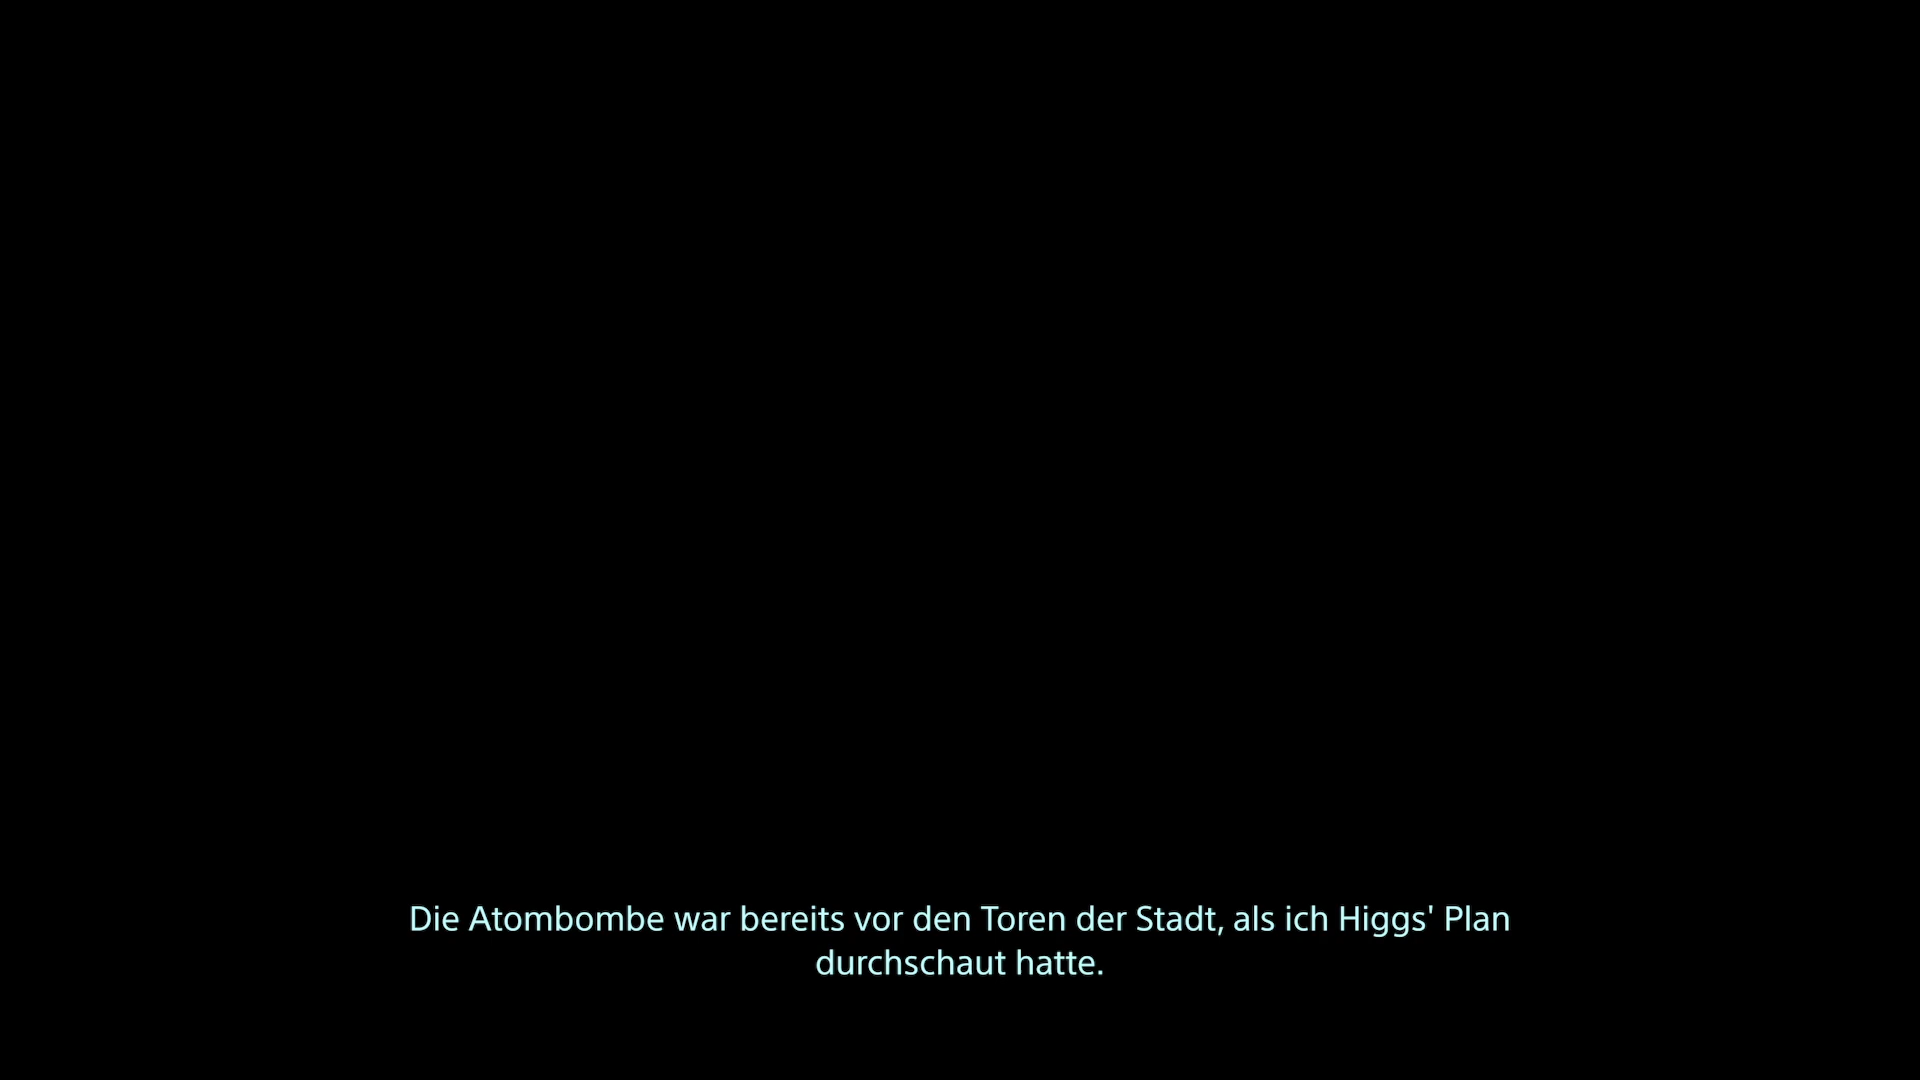 Die Atombombe war bereits vor den Toren der Stadt, als ich Higgs' Plan
durchschaut hatte.